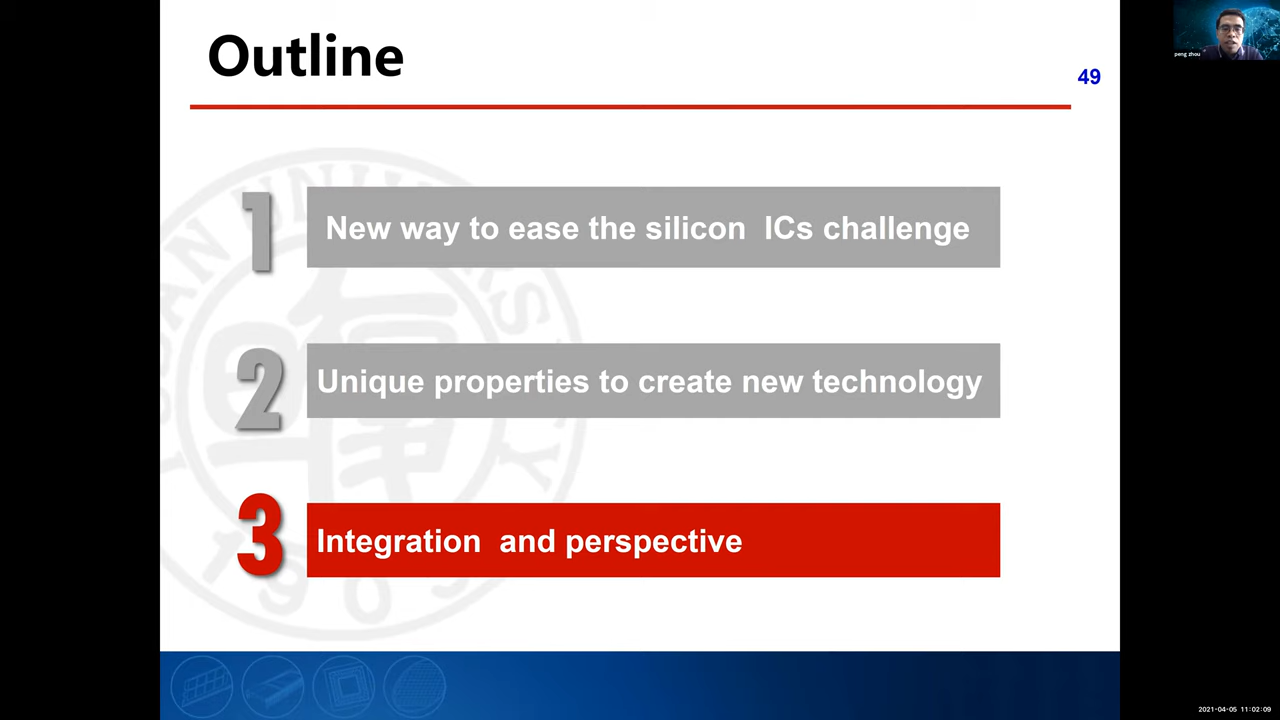 Outline
49
peng zhou
1
New way to ease the silicon ICs challenge
2
Unique properties to create new technology
3
Integration and perspective
1905
2021-04-05 11:02:09